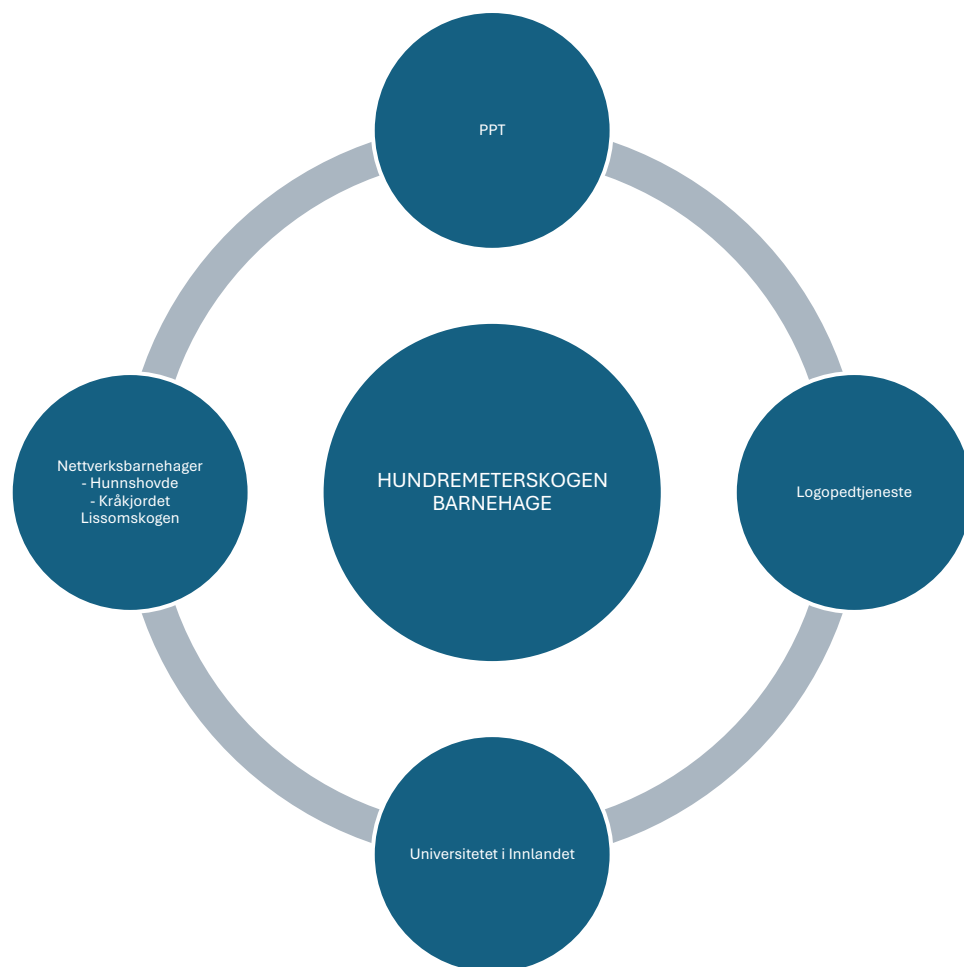 PPT
Nettverksbarnehager
- Hunnshovde
- Kråkjordet
Lissomskogen
HUNDREMETERSKOGEN
BARNEHAGE
Logopedtjeneste
Universitetet i Innlandet